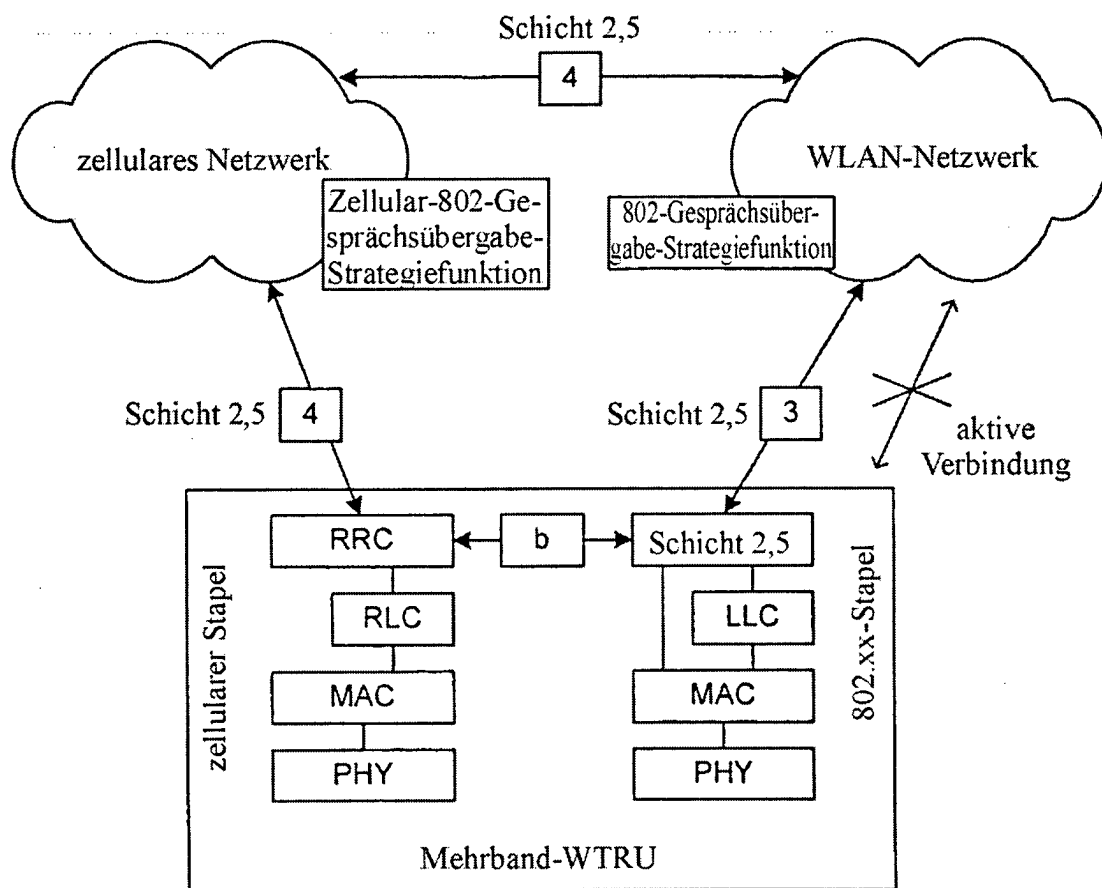 Schicht 2,5
4
zellulares Netzwerk
WLAN-Netzwerk
Zellular-802-Ge-
sprächsübergabe-
Strategiefunktion
802-Gesprächsüber-
gabe-Strategiefunktion
Schicht 2,5
4
Schicht 2,5
3
aktive
Verbindung
zellularer Stapel
RRC
b
Schicht 2,5
802.xx-Stapel
RLC
LLC
MAC
MAC
PHY
PHY
Mehrband-WTRU